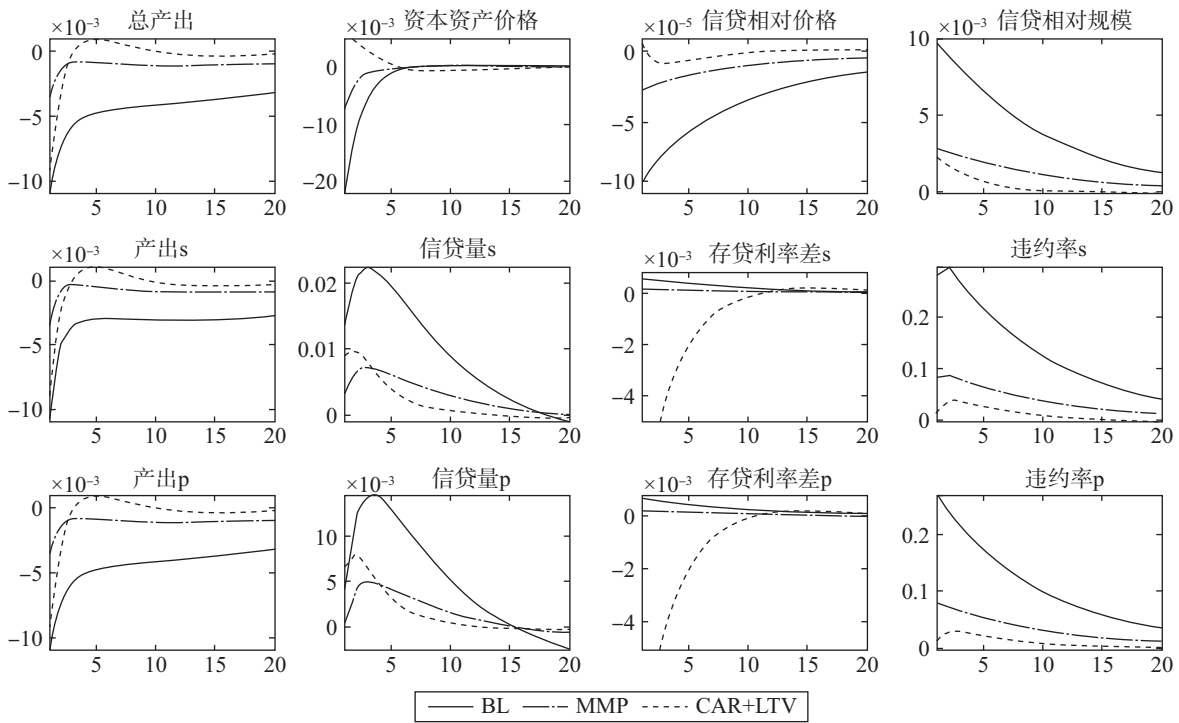 总产出 资本资产价格 信贷相对价格 信贷相对规模
×10⁻³ ×10⁻³ ×10⁻⁵ ×10⁻³
0 5 0 10
−5 0 −5 5
−10 −10 −10 0
−20
5 10 15 20 5 10 15 20 5 10 15 20 5 10 15 20
产出s 信贷量s 存贷利率差s 违约率s
×10⁻³ ×10⁻³
0 0.02 0 0.2
−5 0.01 −2 0.1
−10 0 −4 0
5 10 15 20 5 10 15 20 5 10 15 20 5 10 15 20
产出p 信贷量p 存贷利率差p 违约率p
×10⁻³ ×10⁻³ ×10⁻³
0 10 0 0.2
−5 5 −2 0.1
−10 0 −4 0
5 10 15 20 5 10 15 20 5 10 15 20 5 10 15 20
BL MMP CAR+LTV